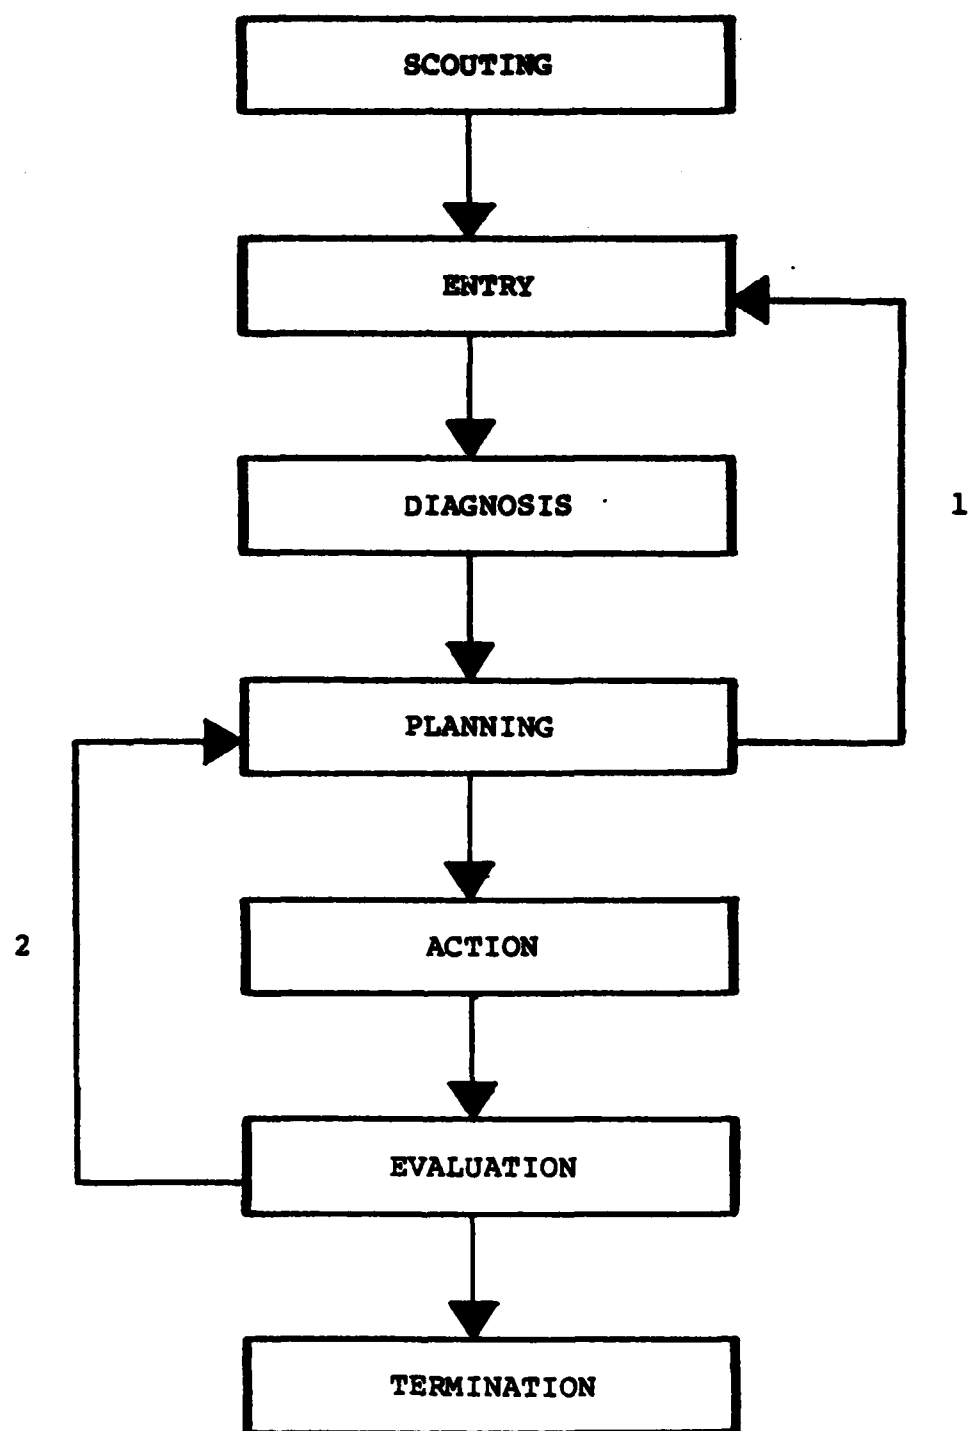 SCOUTING
ENTRY
DIAGNOSIS
1
PLANNING
2
ACTION
EVALUATION
TERMINATION